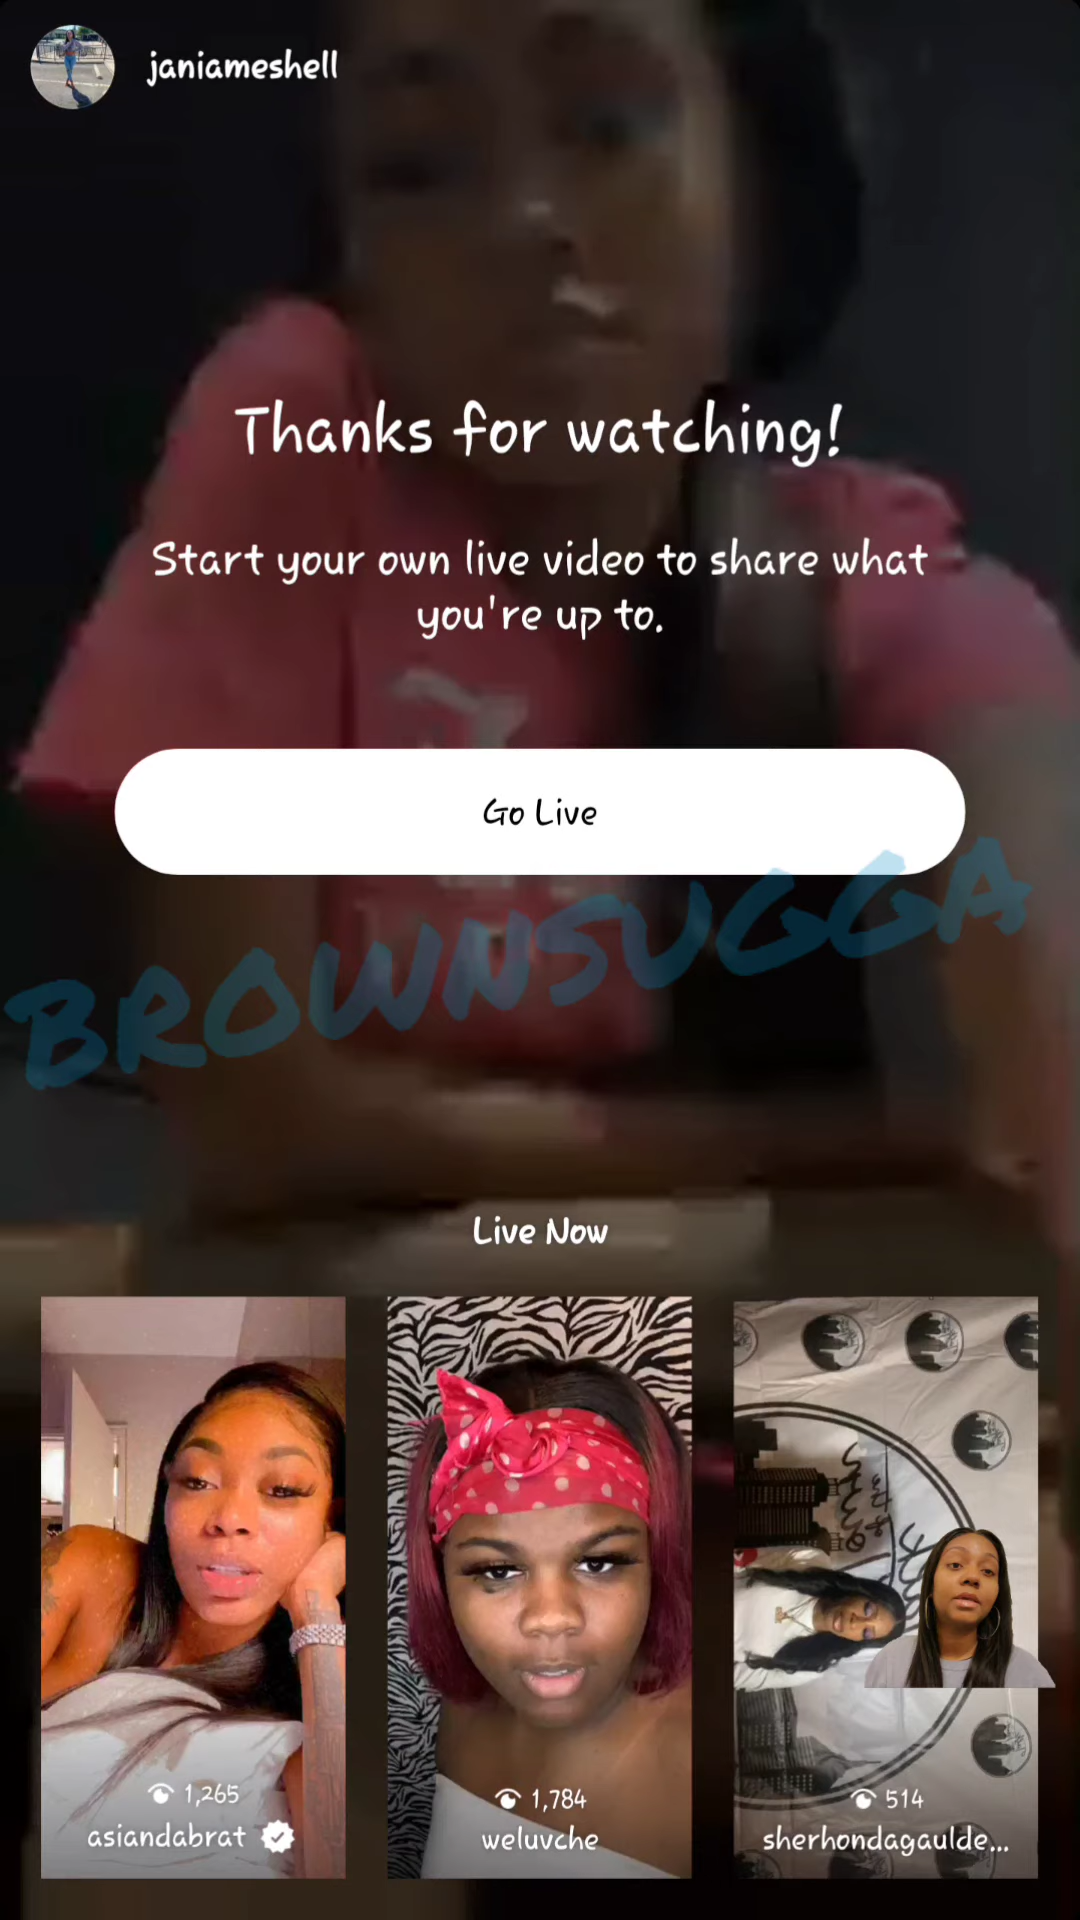 janiameshell
Thanks for watching!
Start your own live video to share what
you're up to.
Go Live
BROWNSUGGA
Live Now
1,265
asiandabrat
1,784
weluvche
514
sherhondagaulde...